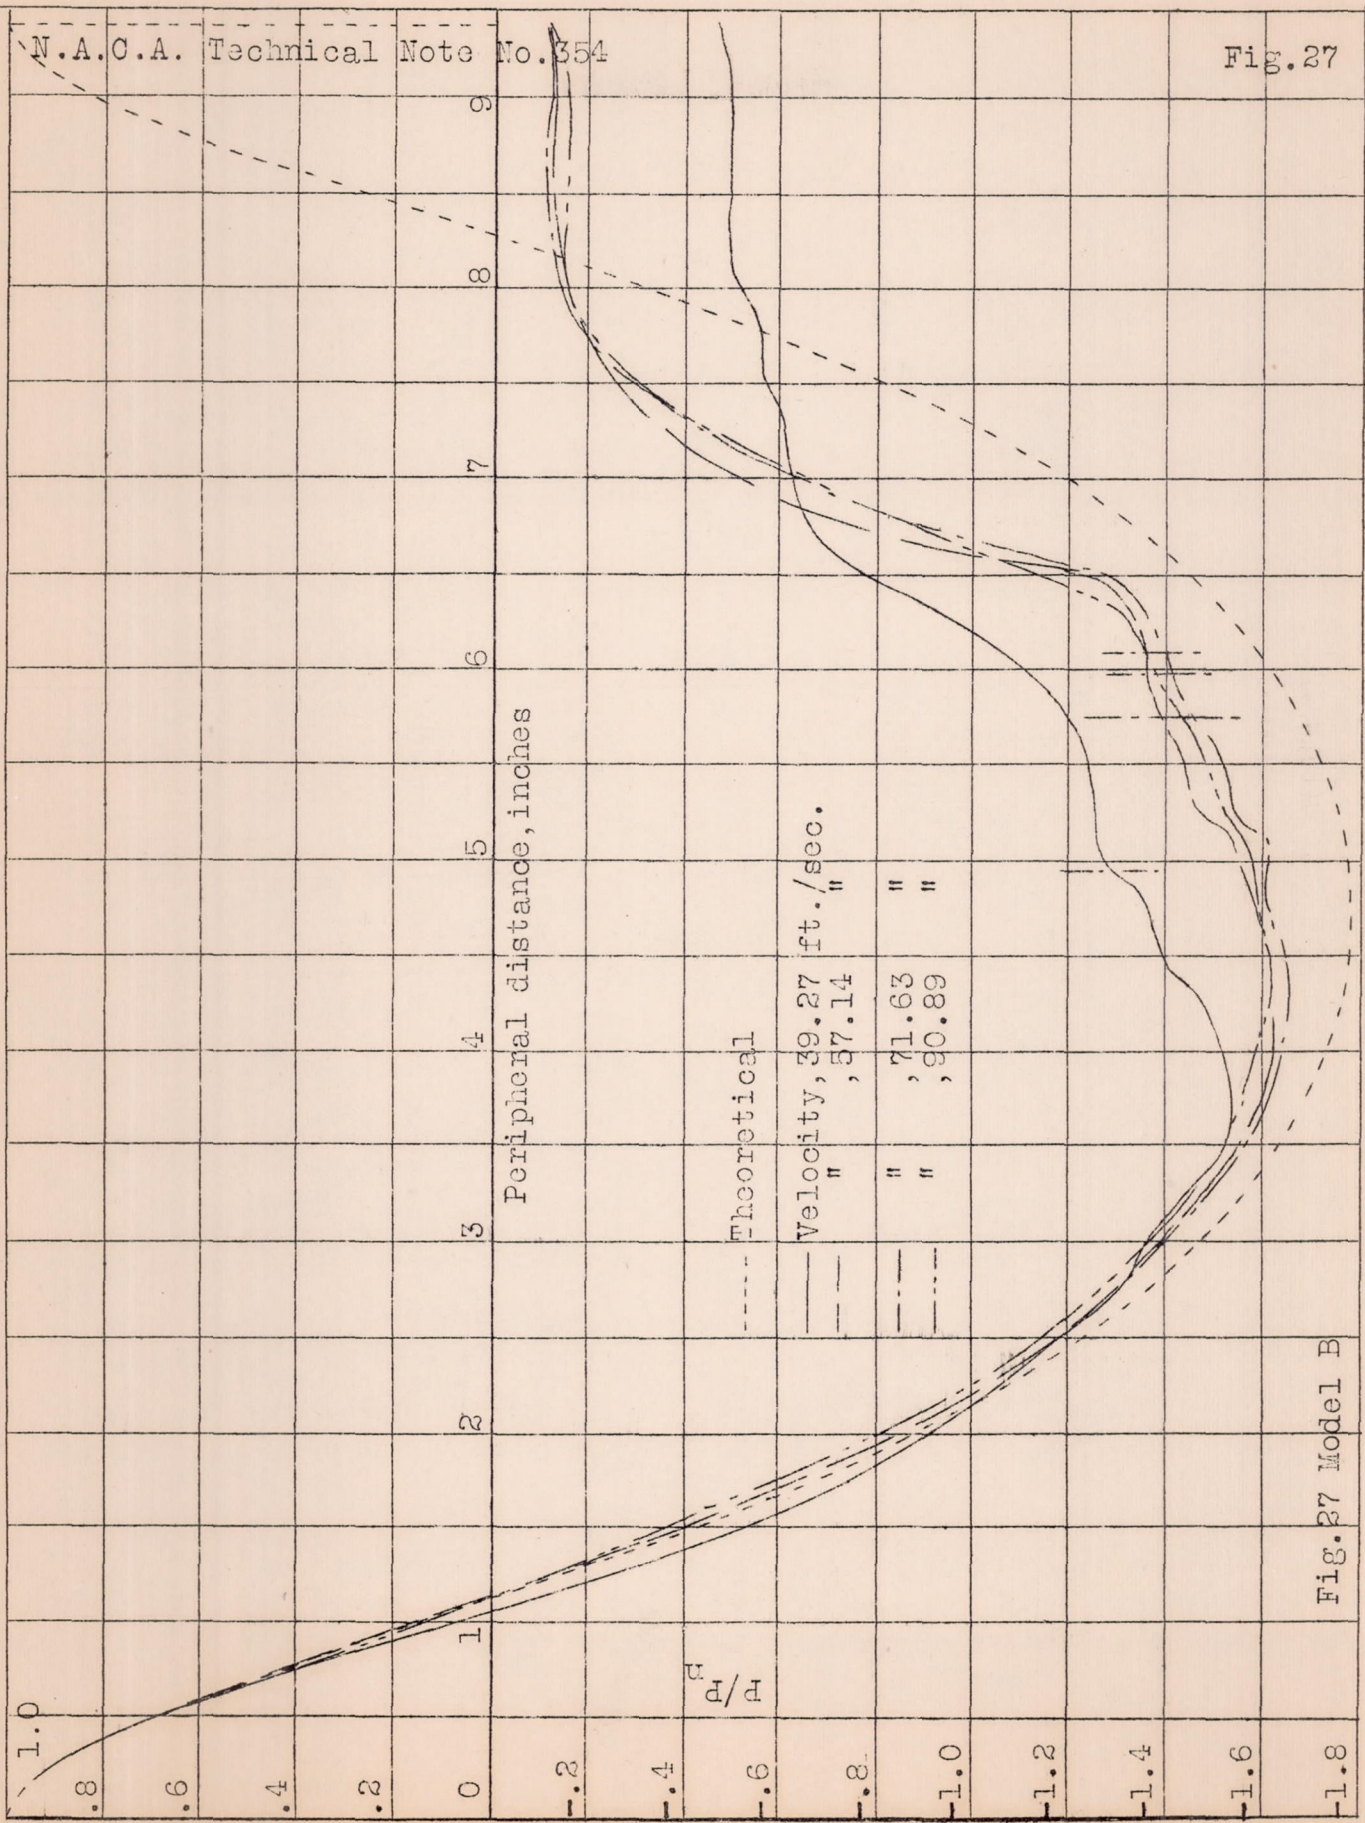 N.A.C.A. Technical Note No.354
Fig.27
1.0
.8
.6
.4
.2
0
-.2
-.4
-.6
-.8
-1.0
-1.2
-1.4
-1.6
-1.8
P/Pn
1 2 3 4 5 6 7 8 9
Peripheral distance, inches
Theoretical
Velocity, 39.27 ft./sec.
" , 57.14 "
" , 71.63 "
" , 90.89 "
Fig. 27 Model B